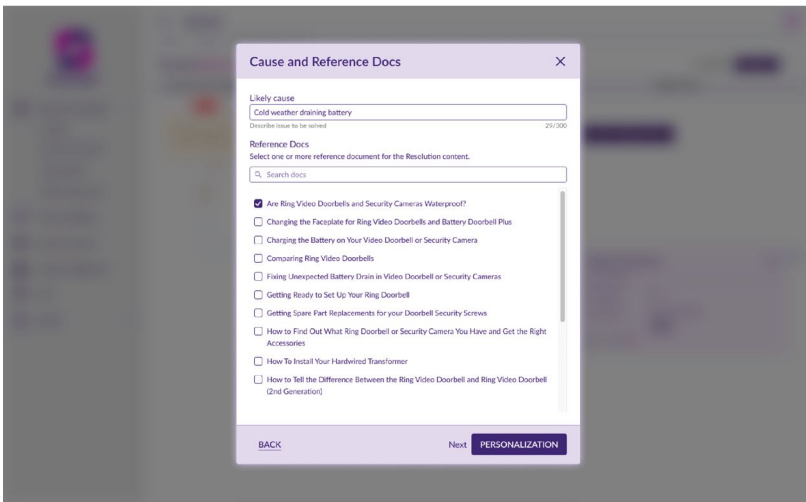 Cause and Reference Docs
Likely cause
Cold weather draining battery
Describe issue to be solved 29/300
Reference Docs
Select one or more reference document for the Resolution content.
Search docs
Are Ring Video Doorbells and Security Cameras Waterproof?
Changing the Faceplate for Ring Video Doorbells and Battery Doorbell Plus
Charging the Battery on Your Video Doorbell or Security Camera
Comparing Ring Video Doorbells
Fixing Unexpected Battery Drain in Video Doorbell or Security Cameras
Getting Ready to Set Up Your Ring Doorbell
Getting Spare Part Replacements for your Doorbell Security Screws
How to Find Out What Ring Doorbell or Security Camera You Have and Get the Right
Accessories
How To Install Your Hardwired Transformer
How to Tell the Difference Between the Ring Video Doorbell and Ring Video Doorbell
(2nd Generation)
BACK Next PERSONALIZATION